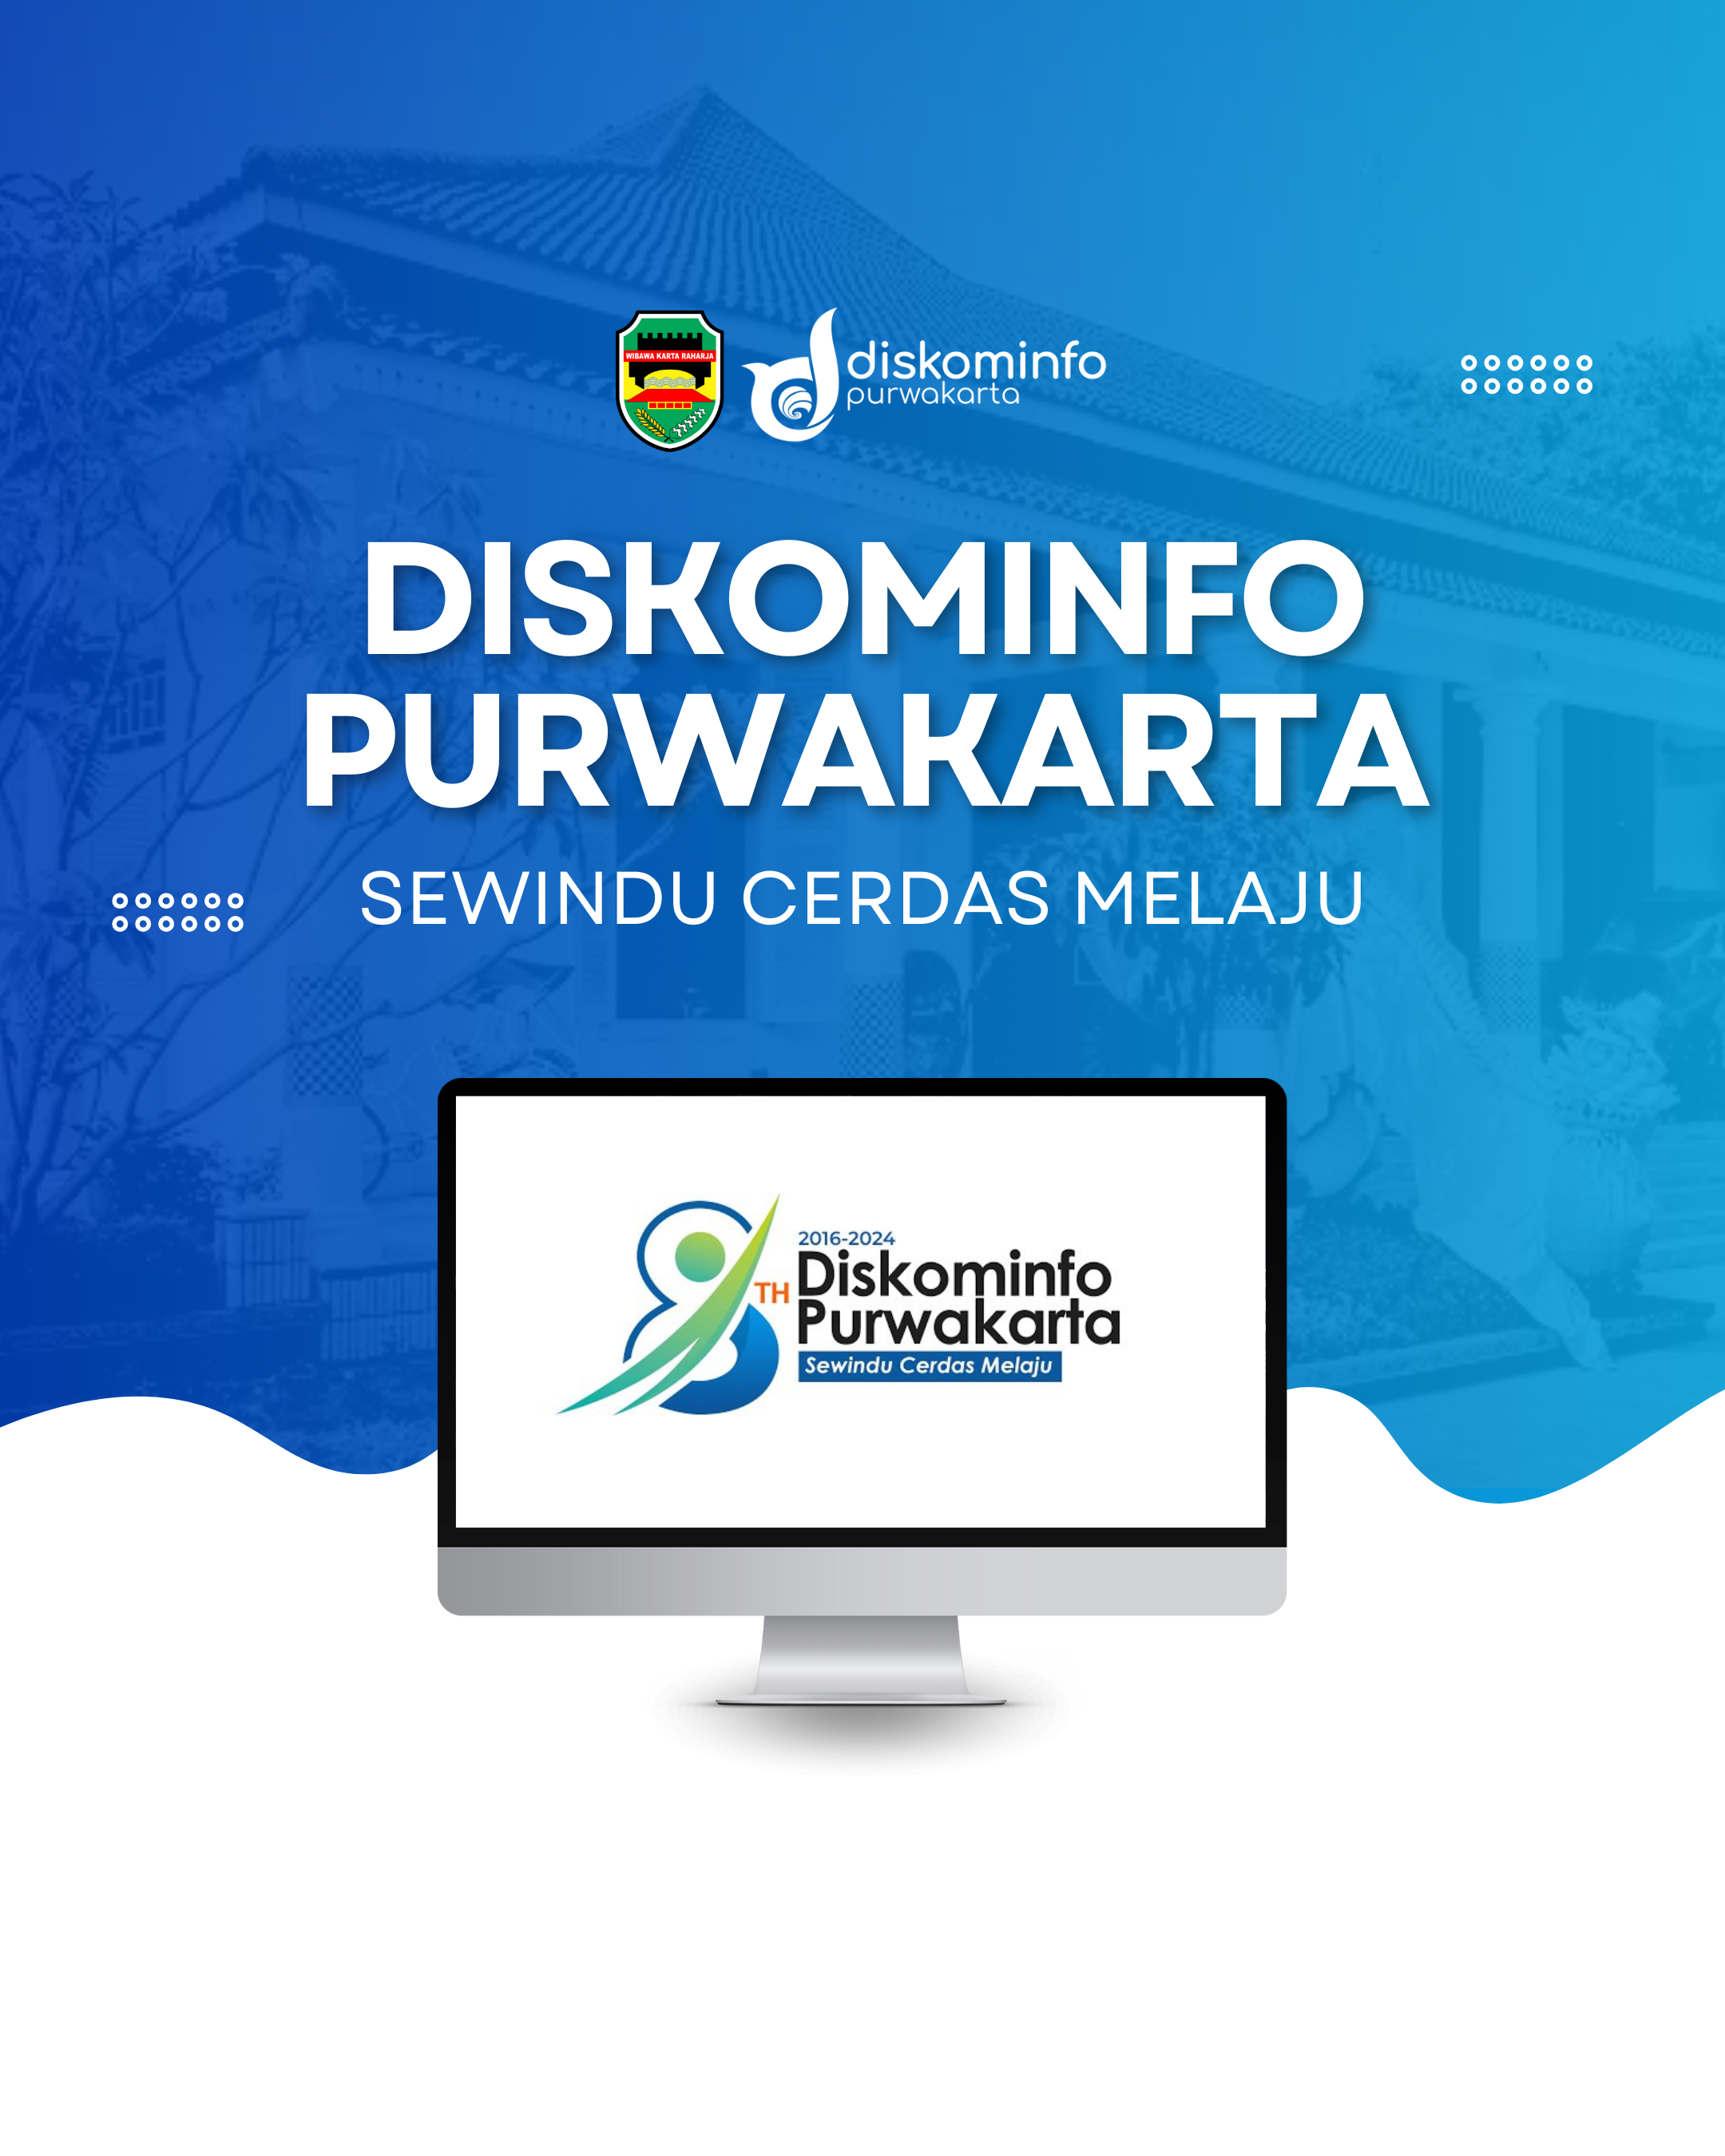 WIBAWA KARTA RAHARJA
diskominfo
purwakarta
DISKOMINFO
PURWAKARTA
SEWINDU CERDAS MELAJU
2016-2024
TH Diskominfo
Purwakarta
Sewindu Cerdas Melaju